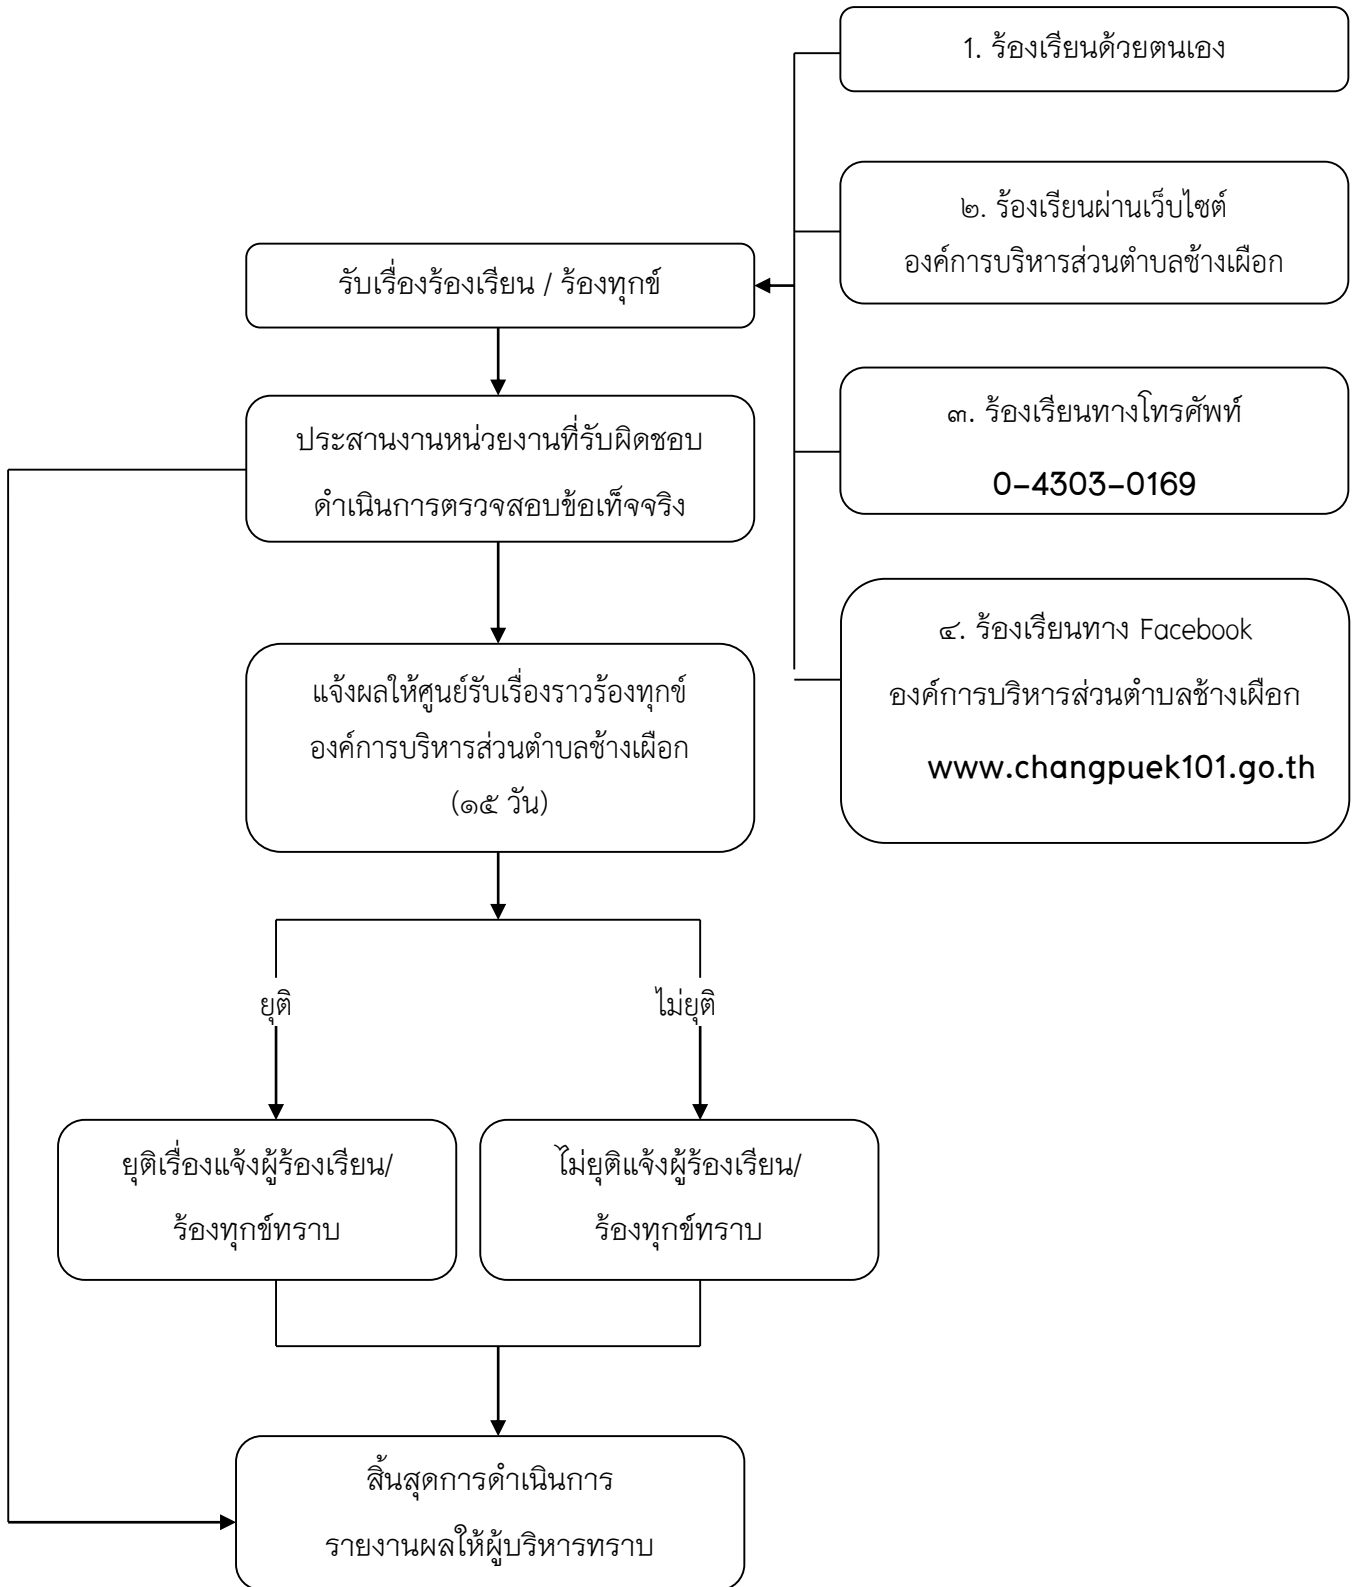 1. ร้องเรียนด้วยตนเอง
๒. ร้องเรียนผ่านเว็บไซต์
องค์การบริหารส่วนตำบลช้างเผือก
รับเรื่องร้องเรียน / ร้องทุกข์
๓. ร้องเรียนทางโทรศัพท์
0-4303-0169
ประสานงานหน่วยงานที่รับผิดชอบ
ดำเนินการตรวจสอบข้อเท็จจริง
๔. ร้องเรียนทาง Facebook
องค์การบริหารส่วนตำบลช้างเผือก
www.changpuek101.go.th
แจ้งผลให้ศูนย์รับเรื่องราวร้องทุกข์
องค์การบริหารส่วนตำบลช้างเผือก
(๑๕ วัน)
ยุติ
ไม่ยุติ
ยุติเรื่องแจ้งผู้ร้องเรียน/
ร้องทุกข์ทราบ
ไม่ยุติแจ้งผู้ร้องเรียน/
ร้องทุกข์ทราบ
สิ้นสุดการดำเนินการ
รายงานผลให้ผู้บริหารทราบ